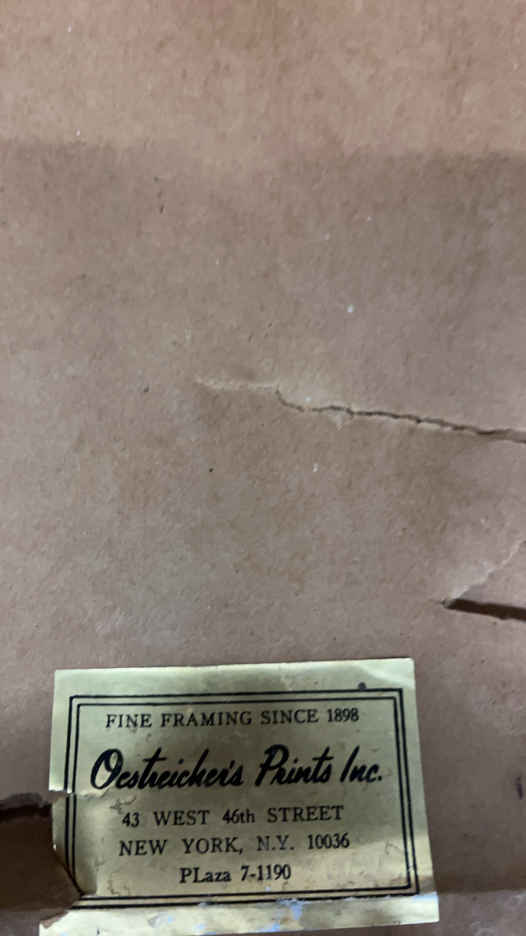 FINE FRAMING SINCE 1898
Oestreicher's Prints Inc.
43 WEST 46th STREET
NEW YORK, N.Y. 10036
PLaza 7-1190